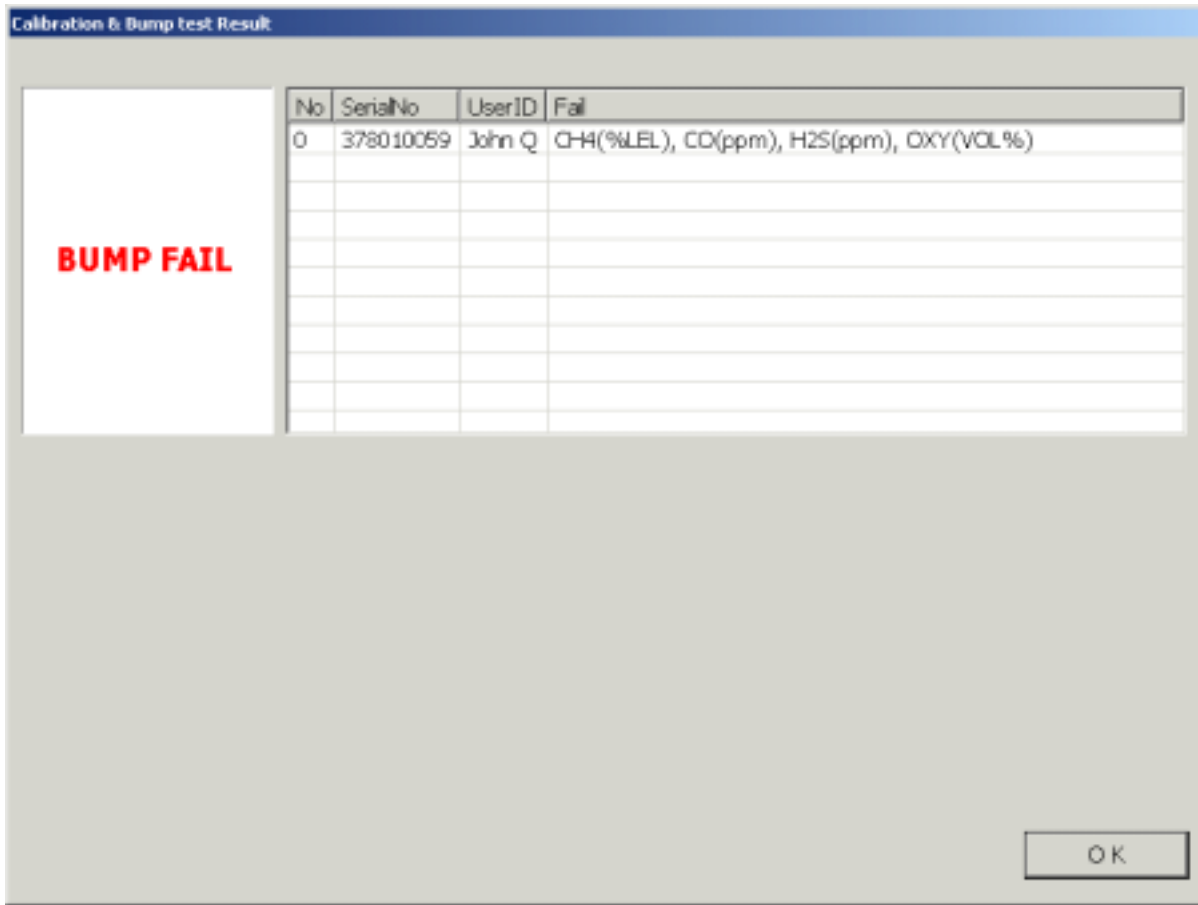 Calibration & Bump test Result
No SerialNo UserID Fail
0 378010059 John Q CH4(%LEL), CO(ppm), H2S(ppm), OXY(VOL%)
BUMP FAIL
OK